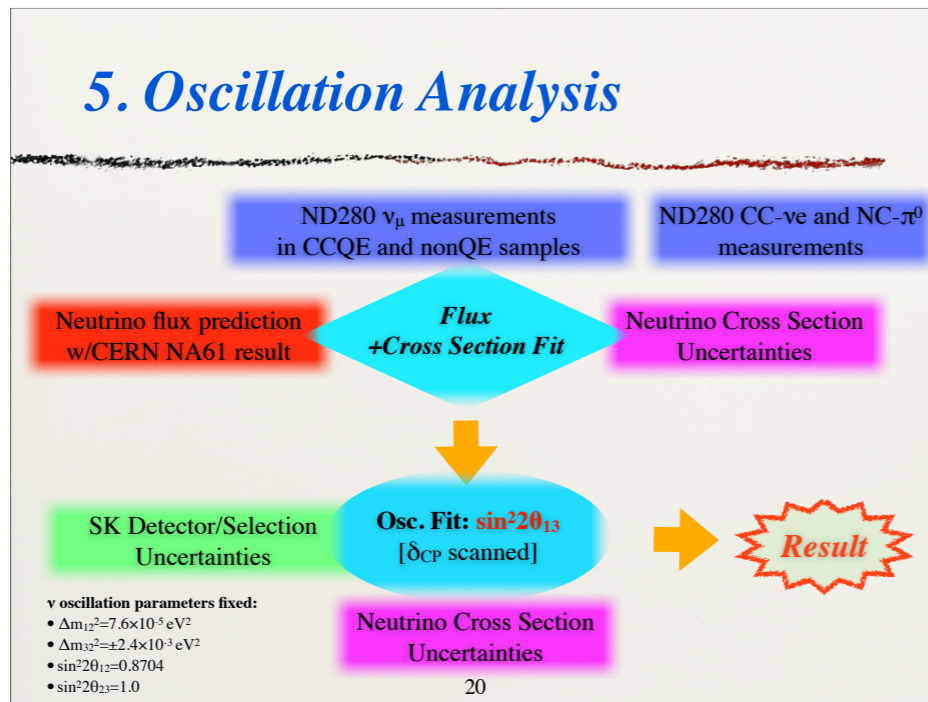 5. Oscillation Analysis
ND280 νμ measurements
in CCQE and nonQE samples
ND280 CC-νe and NC-π⁰
measurements
Neutrino flux prediction
w/CERN NA61 result
Flux
+Cross Section Fit
Neutrino Cross Section
Uncertainties
SK Detector/Selection
Uncertainties
Osc. Fit: sin²2θ₁₃
[δCP scanned]
Result
Neutrino Cross Section
Uncertainties
ν oscillation parameters fixed:
• Δm₁₂²=7.6×10⁻⁵ eV²
• Δm₃₂²=±2.4×10⁻³ eV²
• sin²2θ₁₂=0.8704
• sin²2θ₂₃=1.0
20